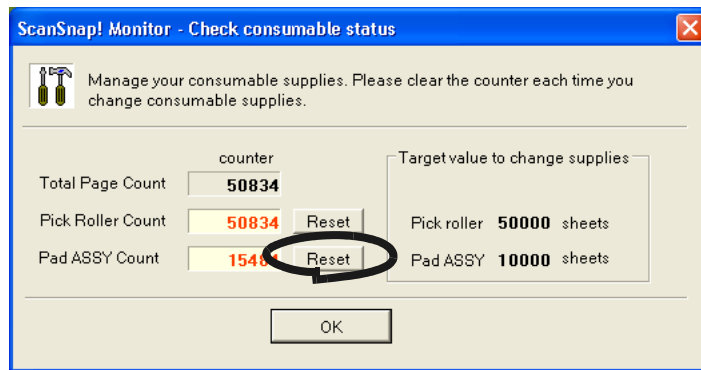 ScanSnap! Monitor - Check consumable status
Manage your consumable supplies. Please clear the counter each time you
change consumable supplies.
counter
Target value to change supplies
Total Page Count 50834
Pick Roller Count 50834 Reset Pick roller 50000 sheets
Pad ASSY Count 15484 Reset Pad ASSY 10000 sheets
OK